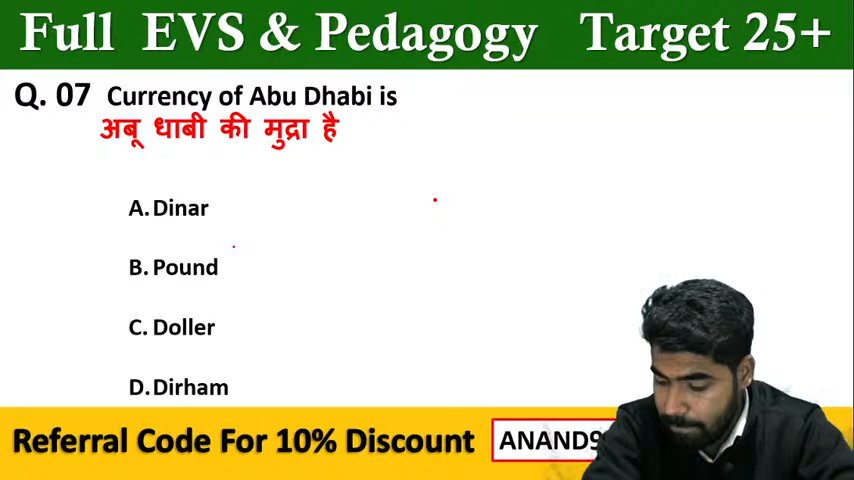 Full EVS & Pedagogy Target 25+
Q. 07 Currency of Abu Dhabi is
अबू धाबी की मुद्रा है
A. Dinar
B. Pound
C. Doller
D. Dirham
Referral Code For 10% Discount ANAND9